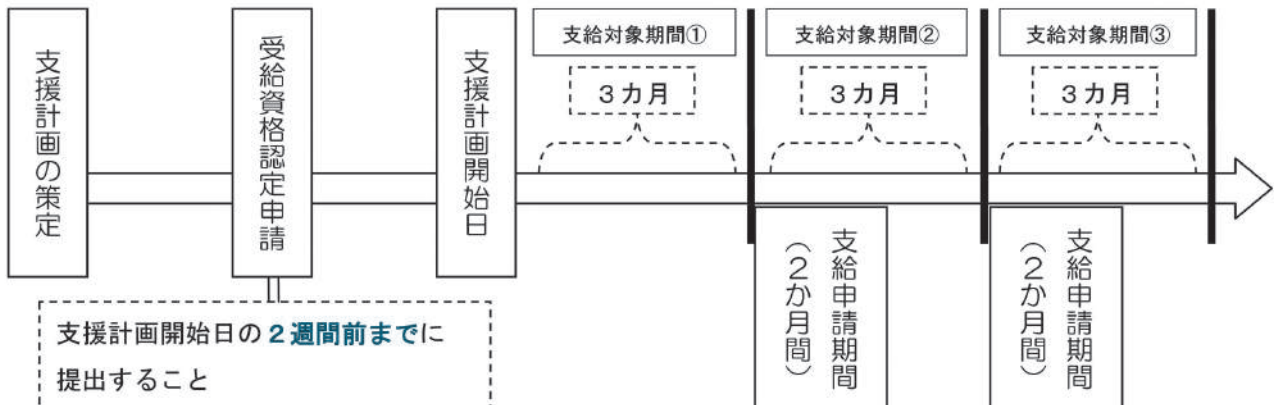 支援計画の策定
受給資格認定申請
支援計画開始日
支給対象期間①
支給対象期間②
支給対象期間③
3カ月
3カ月
3カ月
支給申請期間
（2か月間）
支給申請期間
（2か月間）
支援計画開始日の2週間前までに
提出すること